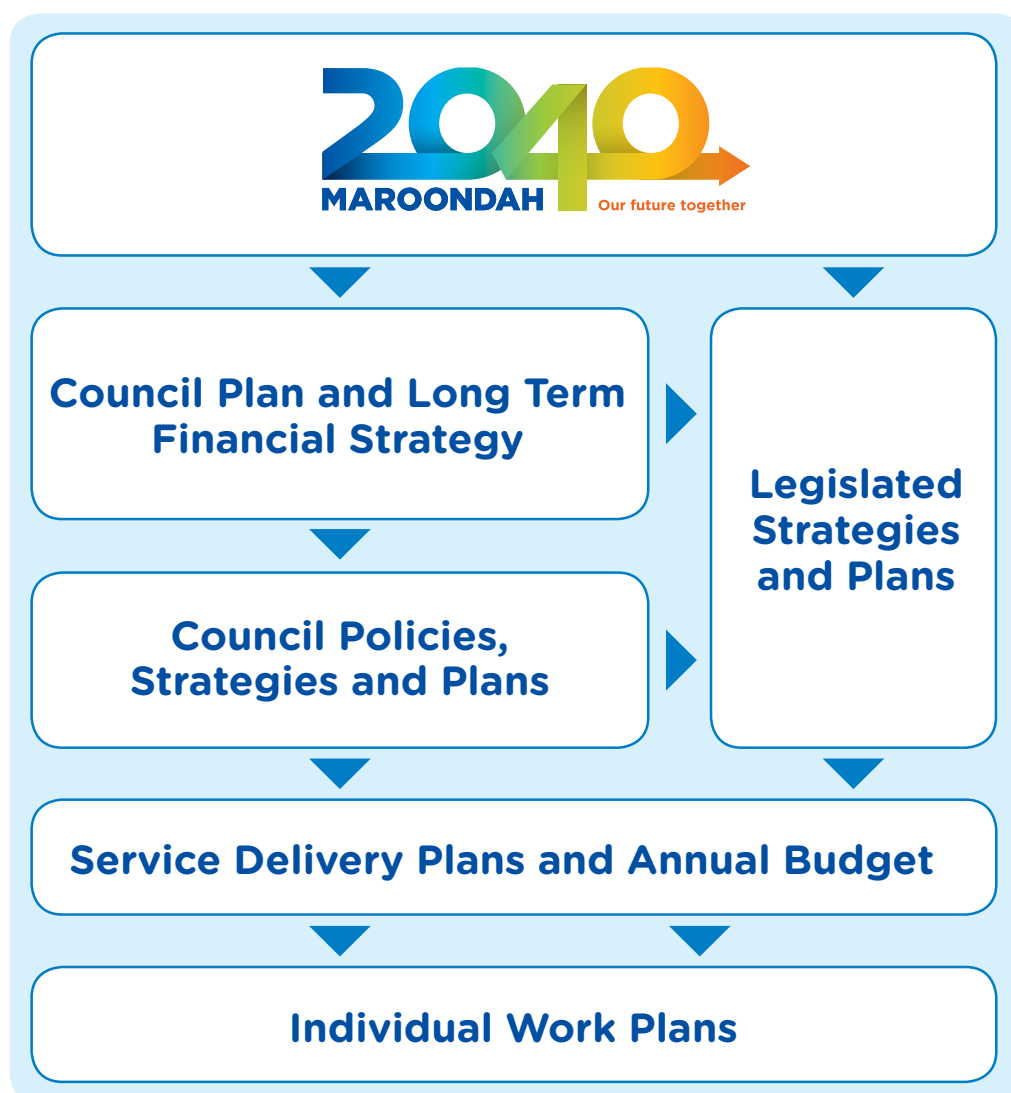 2040
MAROONDAH
Our future together
Council Plan and Long Term
Financial Strategy
Legislated
Strategies
and Plans
Council Policies,
Strategies and Plans
Service Delivery Plans and Annual Budget
Individual Work Plans